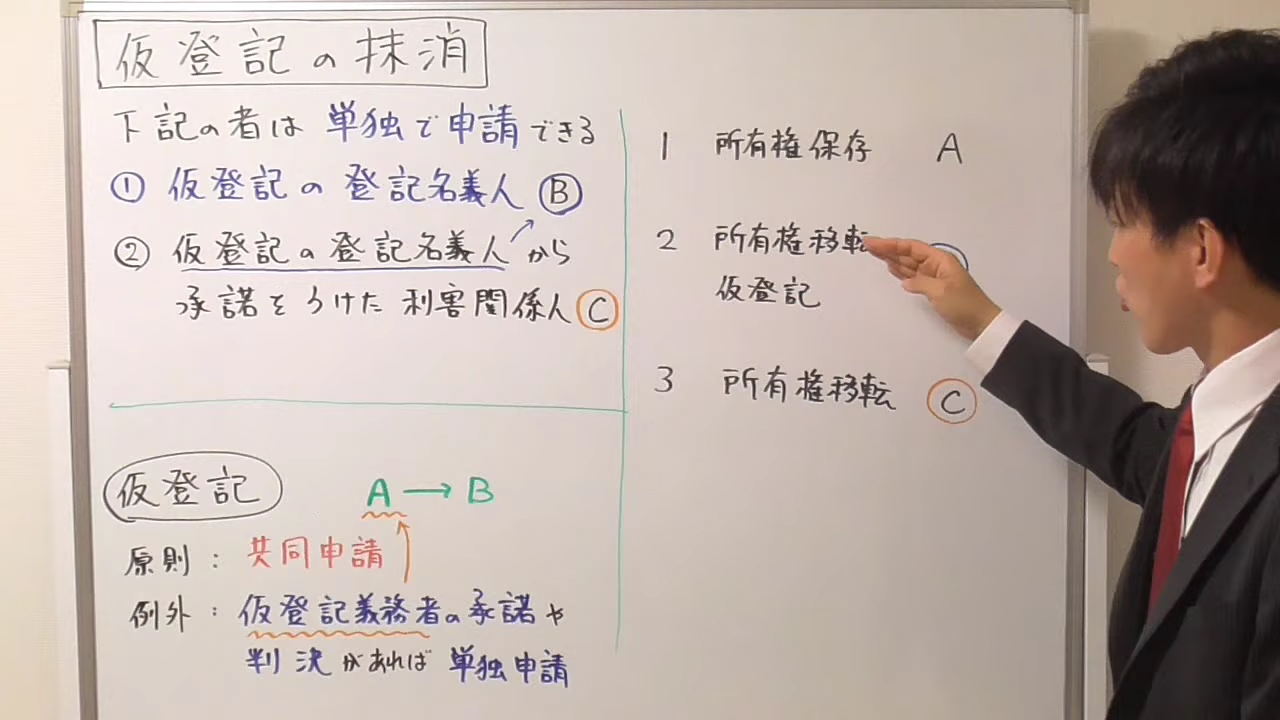 仮登記の抹消
下記の者は 単独で申請できる
① 仮登記の登記名義人 B
② 仮登記の登記名義人から
承諾をうけた利害関係人 C
仮登記
A → B
原則：共同申請
例外：仮登記義務者の承諾や
判決があれば 単独申請
1 所有権保存 A
2 所有権移転
仮登記
3 所有権移転 C